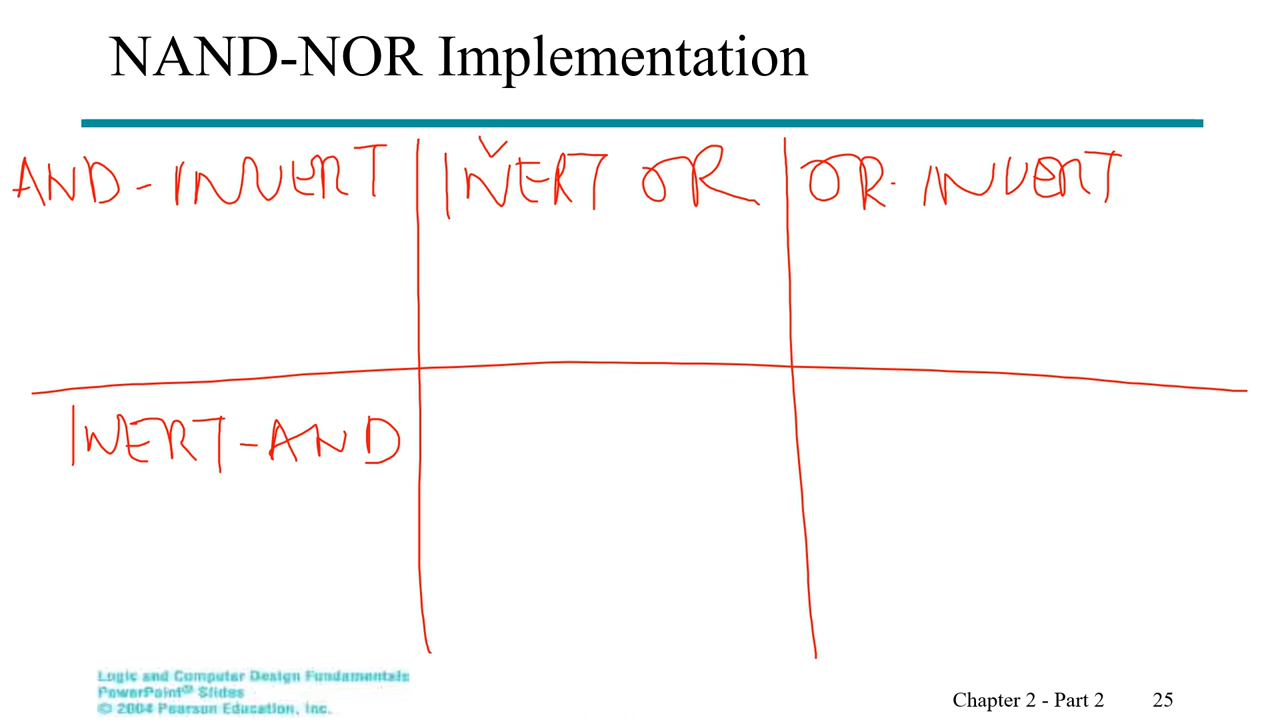 NAND-NOR Implementation
AND-INVERT
INVERT OR
OR-INVERT
INVERT-AND
Logic and Computer Design Fundamentals
PowerPoint® Slides
© 2004 Pearson Education, Inc.
Chapter 2 - Part 2 25